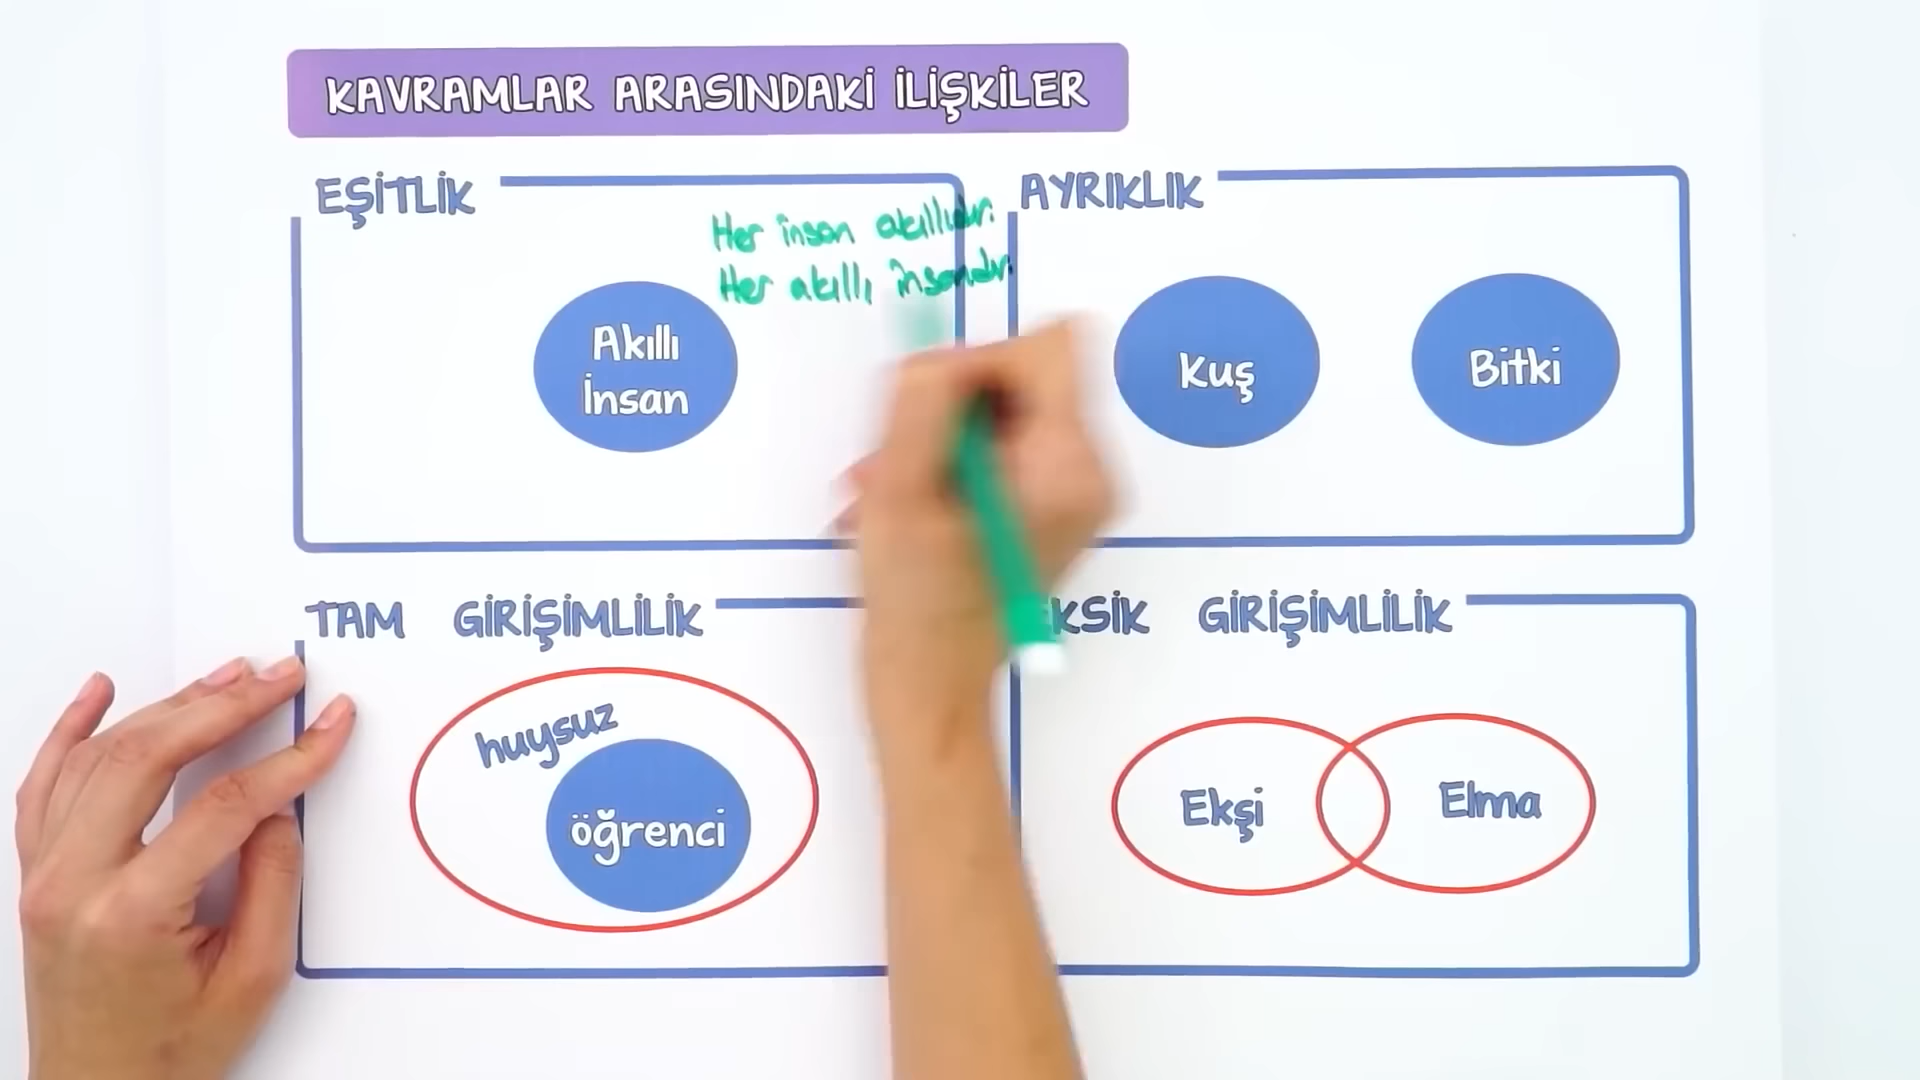 KAVRAMLAR ARASINDAKİ İLİŞKİLER
EŞİTLİK
Her insan akıllıdır.
Her akıllı insandır.
Akıllı
İnsan
AYRIKLIK
Kuş
Bitki
TAM GİRİŞİMLİLİK
huysuz
öğrenci
KSİK GİRİŞİMLİLİK
Ekşi
Elma